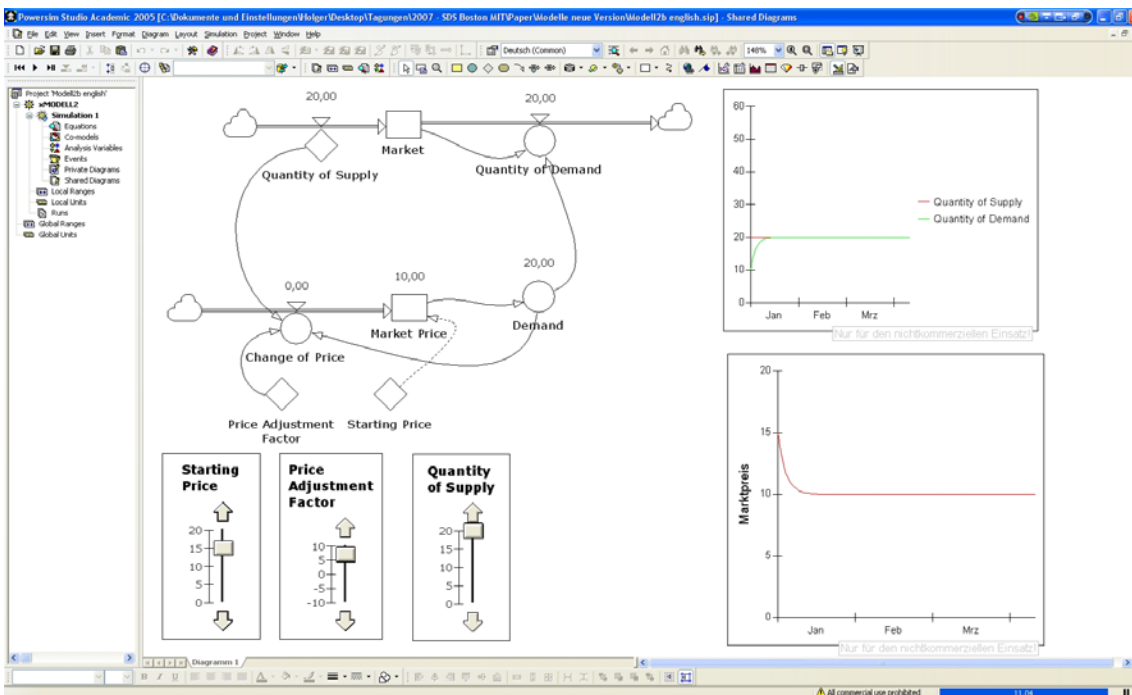 Powersim Studio Academic 2005 [C:\Dokumente und Einstellungen\Holger\Desktop\Tagungen\2007 - SDS Boston MIT\Paper\Modelle neue Version\Modell2b english.sip] - Shared Diagrams
File Edit View Insert Format Diagram Layout Simulation Project Window Help
Deutsch (Common)
148%
Project 'Modell2b english'
xMODELL2
Simulation 1
Equations
Co-models
Analysis Variables
Events
Private Diagrams
Shared Diagrams
Local Ranges
Local Units
Runs
Global Ranges
Global Units
20,00
20,00
Market
Quantity of Supply
Quantity of Demand
20,00
10,00
0,00
Market Price
Demand
Change of Price
Price Adjustment
Factor
Starting Price
Starting
Price
20
15
10
5
0
Price
Adjustment
Factor
10
5
0
-5
-10
Quantity
of Supply
20
15
10
5
0
60
50
40
30
20
10
0
Quantity of Supply
Quantity of Demand
Jan Feb Mrz
Nur für den nichtkommerziellen Einsatz!
20
15
10
5
0
Marktpreis
Jan Feb Mrz
Nur für den nichtkommerziellen Einsatz!
Diagramm 1
All commercial use prohibited
11.04